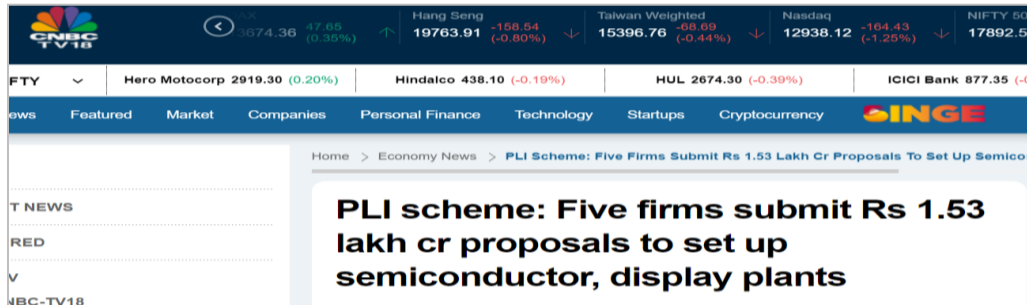 CNBC
TV18
3674.36 47.65 (0.35%)
Hang Seng 19763.91 -158.54 (-0.80%)
Taiwan Weighted 15396.76 -68.69 (-0.44%)
Nasdaq 12938.12 -164.43 (-1.25%)
NIFTY 50 17892.5
FTY Hero Motocorp 2919.30 (0.20%) Hindalco 438.10 (-0.19%) HUL 2674.30 (-0.39%) ICICI Bank 877.35
ews Featured Market Companies Personal Finance Technology Startups Cryptocurrency BINGE
Home > Economy News > PLI Scheme: Five Firms Submit Rs 1.53 Lakh Cr Proposals To Set Up Semico
T NEWS
RED
V
NBC-TV18
PLI scheme: Five firms submit Rs 1.53
lakh cr proposals to set up
semiconductor, display plants